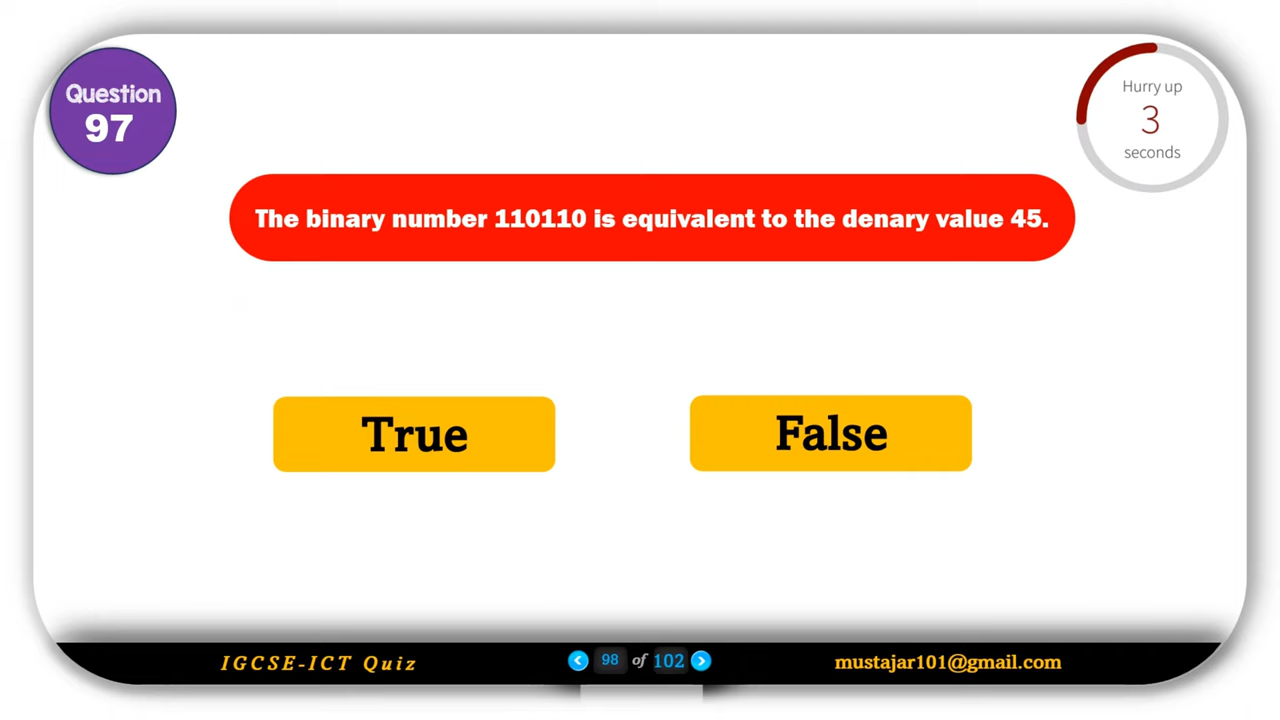 Question
97
Hurry up
3
seconds
The binary number 110110 is equivalent to the denary value 45.
True
False
IGCSE-ICT Quiz
98 of 102
mustajar101@gmail.com